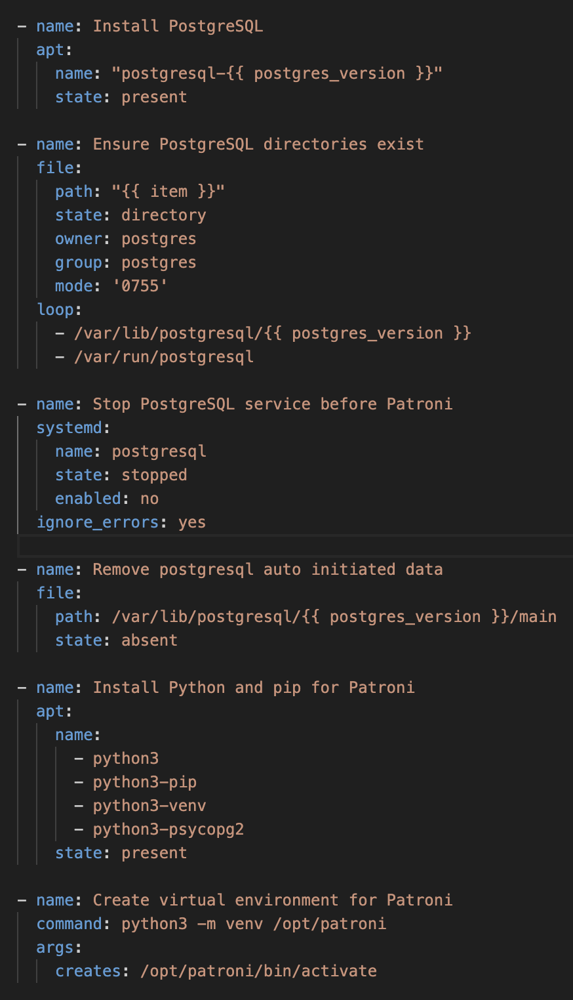 - name: Install PostgreSQL
  apt:
    name: "postgresql-{{ postgres_version }}"
    state: present

- name: Ensure PostgreSQL directories exist
  file:
    path: "{{ item }}"
    state: directory
    owner: postgres
    group: postgres
    mode: '0755'
  loop:
    - /var/lib/postgresql/{{ postgres_version }}
    - /var/run/postgresql

- name: Stop PostgreSQL service before Patroni
  systemd:
    name: postgresql
    state: stopped
    enabled: no
  ignore_errors: yes

- name: Remove postgresql auto initiated data
  file:
    path: /var/lib/postgresql/{{ postgres_version }}/main
    state: absent

- name: Install Python and pip for Patroni
  apt:
    name:
      - python3
      - python3-pip
      - python3-venv
      - python3-psycopg2
    state: present

- name: Create virtual environment for Patroni
  command: python3 -m venv /opt/patroni
  args:
    creates: /opt/patroni/bin/activate